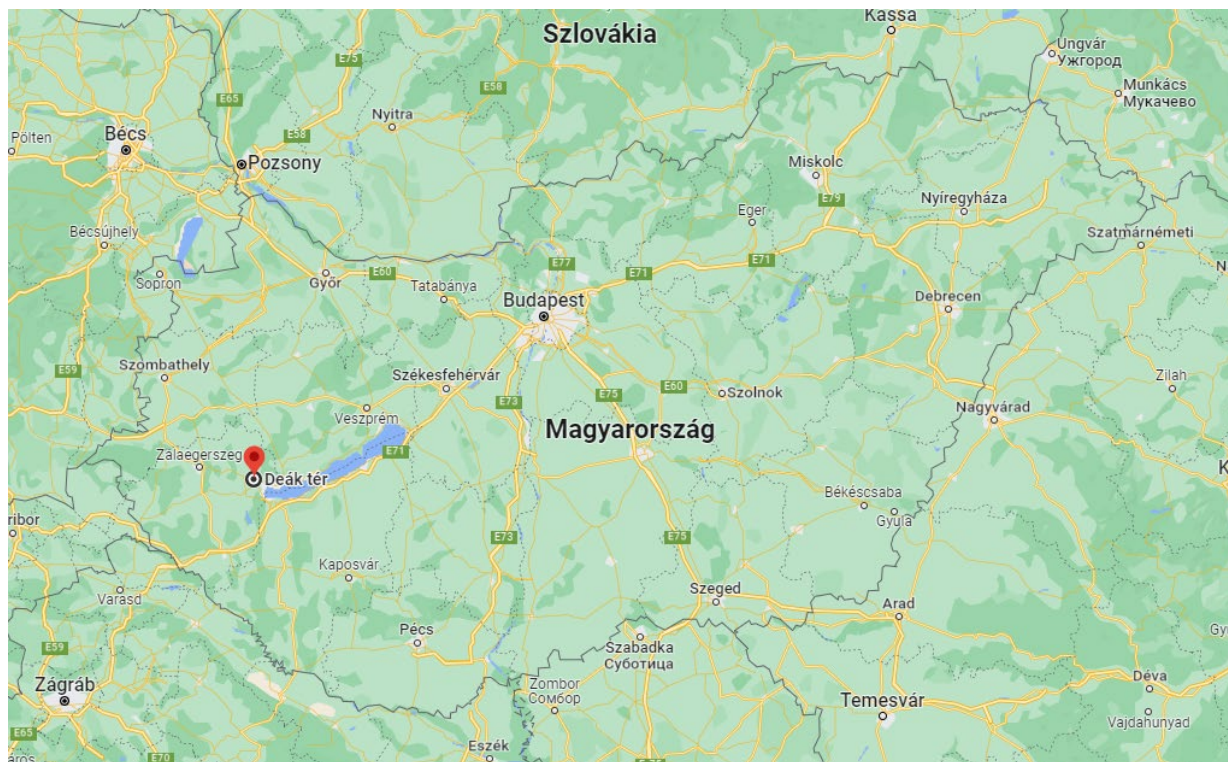 Szlovákia
Kassa
Ungvár
Ужгород
Munkács
Мукачево
E75
E65
E58
Nyitra
E58
Pölten
Bécs
Pozsony
Miskolc
E79
Nyíregyháza
Eger
Szatmárnémeti
Bécsújhely
Sopron
Győr
E60
Tatabánya
E77
E71
E71
Budapest
Debrecen
Szombathely
E59
Székesfehérvár
E73
E75
E60
Szolnok
Zilah
Veszprém
Nagyvárad
Magyarország
E71
Zalaegerszeg
Deák tér
K
Békéscsaba
Gyula
ribor
E73
E75
Kaposvár
Varasd
Szeged
Arad
Pécs
E59
Szabadka
Суботица
Gy
Zágráb
Zombor
Сомбор
Temesvár
Déva
Vajdahunyad
E65
Eszék
E70
E75
város